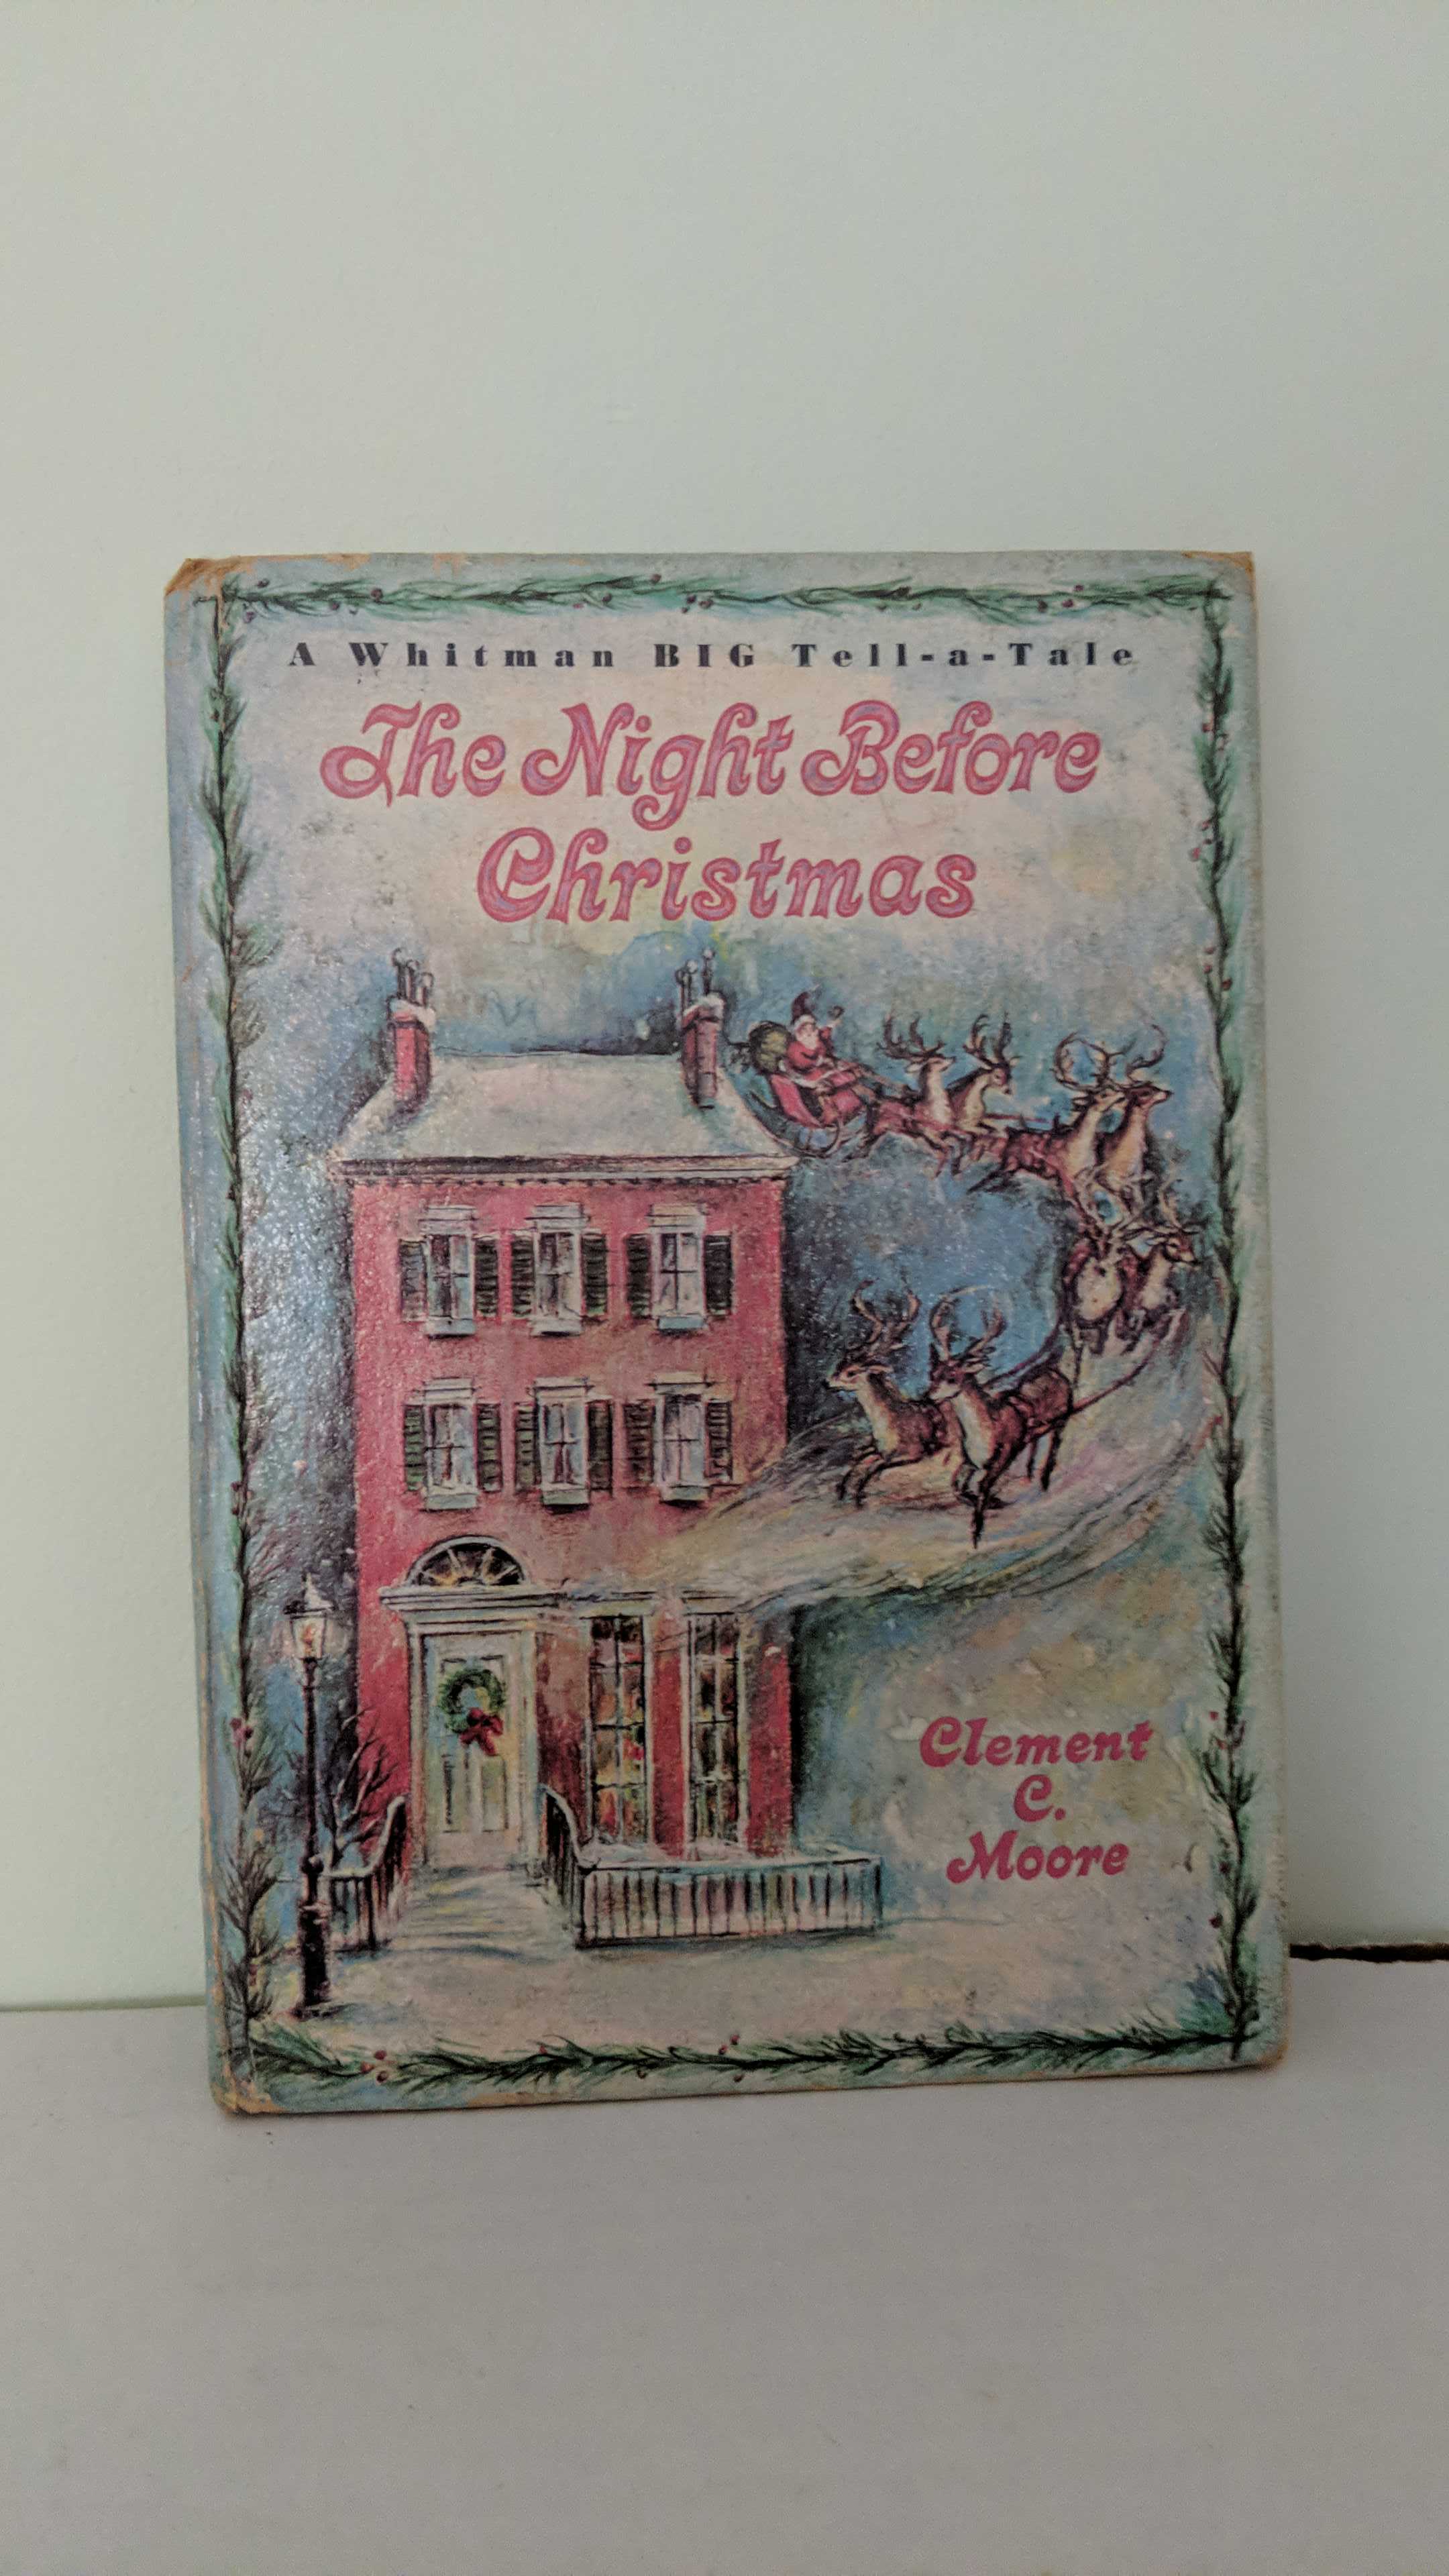 A Whitman BIG Tell-a-Tale
The Night Before
Christmas
Clement
C.
Moore